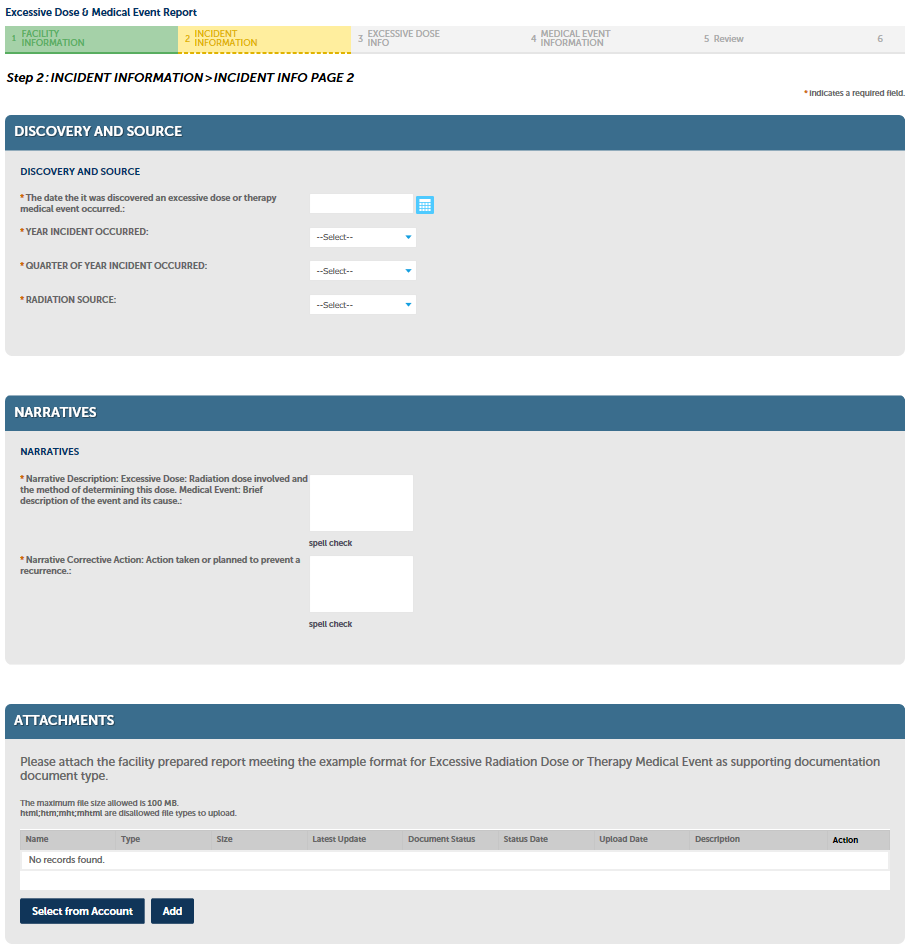 Excessive Dose & Medical Event Report
1 FACILITY INFORMATION
2 INCIDENT INFORMATION
3 EXCESSIVE DOSE INFO
4 MEDICAL EVENT INFORMATION
5 Review
6
Step 2: INCIDENT INFORMATION>INCIDENT INFO PAGE 2
* indicates a required field.
DISCOVERY AND SOURCE
DISCOVERY AND SOURCE
* The date the it was discovered an excessive dose or therapy
medical event occurred.:
* YEAR INCIDENT OCCURRED:
--Select--
* QUARTER OF YEAR INCIDENT OCCURRED:
--Select--
* RADIATION SOURCE:
--Select--
NARRATIVES
NARRATIVES
* Narrative Description: Excessive Dose: Radiation dose involved and
the method of determining this dose. Medical Event: Brief
description of the event and its cause.:
spell check
* Narrative Corrective Action: Action taken or planned to prevent a
recurrence.:
spell check
ATTACHMENTS
Please attach the facility prepared report meeting the example format for Excessive Radiation Dose or Therapy Medical Event as supporting documentation
document type.
The maximum file size allowed is 100 MB.
html;htm;mht;mhtml are disallowed file types to upload.
Name Type Size Latest Update Document Status Status Date Upload Date Description Action
No records found.
Select from Account Add